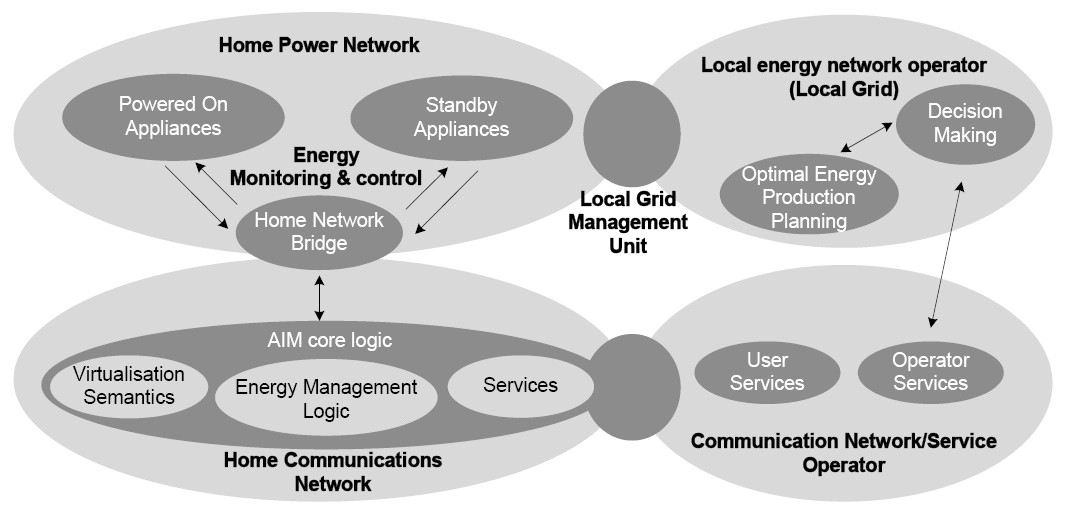 Home Power Network
Powered On
Appliances
Standby
Appliances
Energy
Monitoring & control
Home Network
Bridge
Local Grid
Management
Unit
Local energy network operator
(Local Grid)
Decision
Making
Optimal Energy
Production
Planning
AIM core logic
Virtualisation
Semantics
Energy Management
Logic
Services
Home Communications
Network
User
Services
Operator
Services
Communication Network/Service
Operator